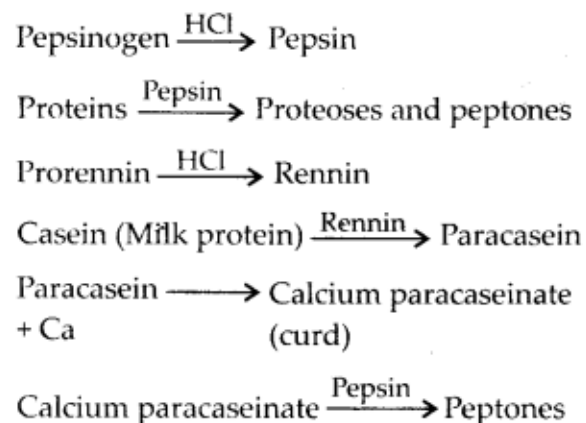 Pepsinogen HCl → Pepsin
Proteins Pepsin → Proteoses and peptones
Prorennin HCl → Rennin
Casein (Milk protein) Rennin → Paracasein
Paracasein → Calcium paracaseinate
+ Ca (curd)
Calcium paracaseinate Pepsin → Peptones